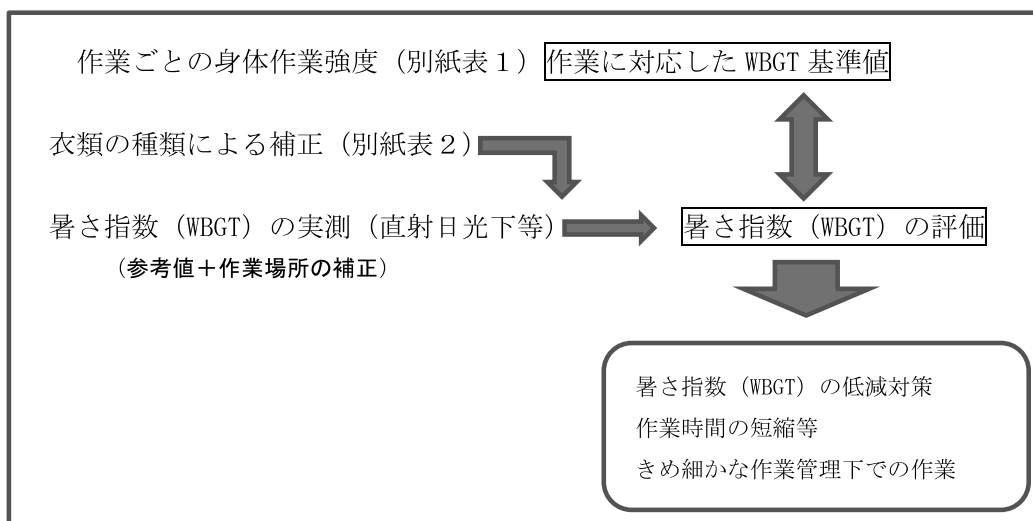 作業ごとの身体作業強度（別紙表１）作業に対応した WBGT 基準値
衣類の種類による補正（別紙表２）
暑さ指数（WBGT）の実測（直射日光下等）
暑さ指数（WBGT）の評価
（参考値＋作業場所の補正）
暑さ指数（WBGT）の低減対策
作業時間の短縮等
きめ細かな作業管理下での作業